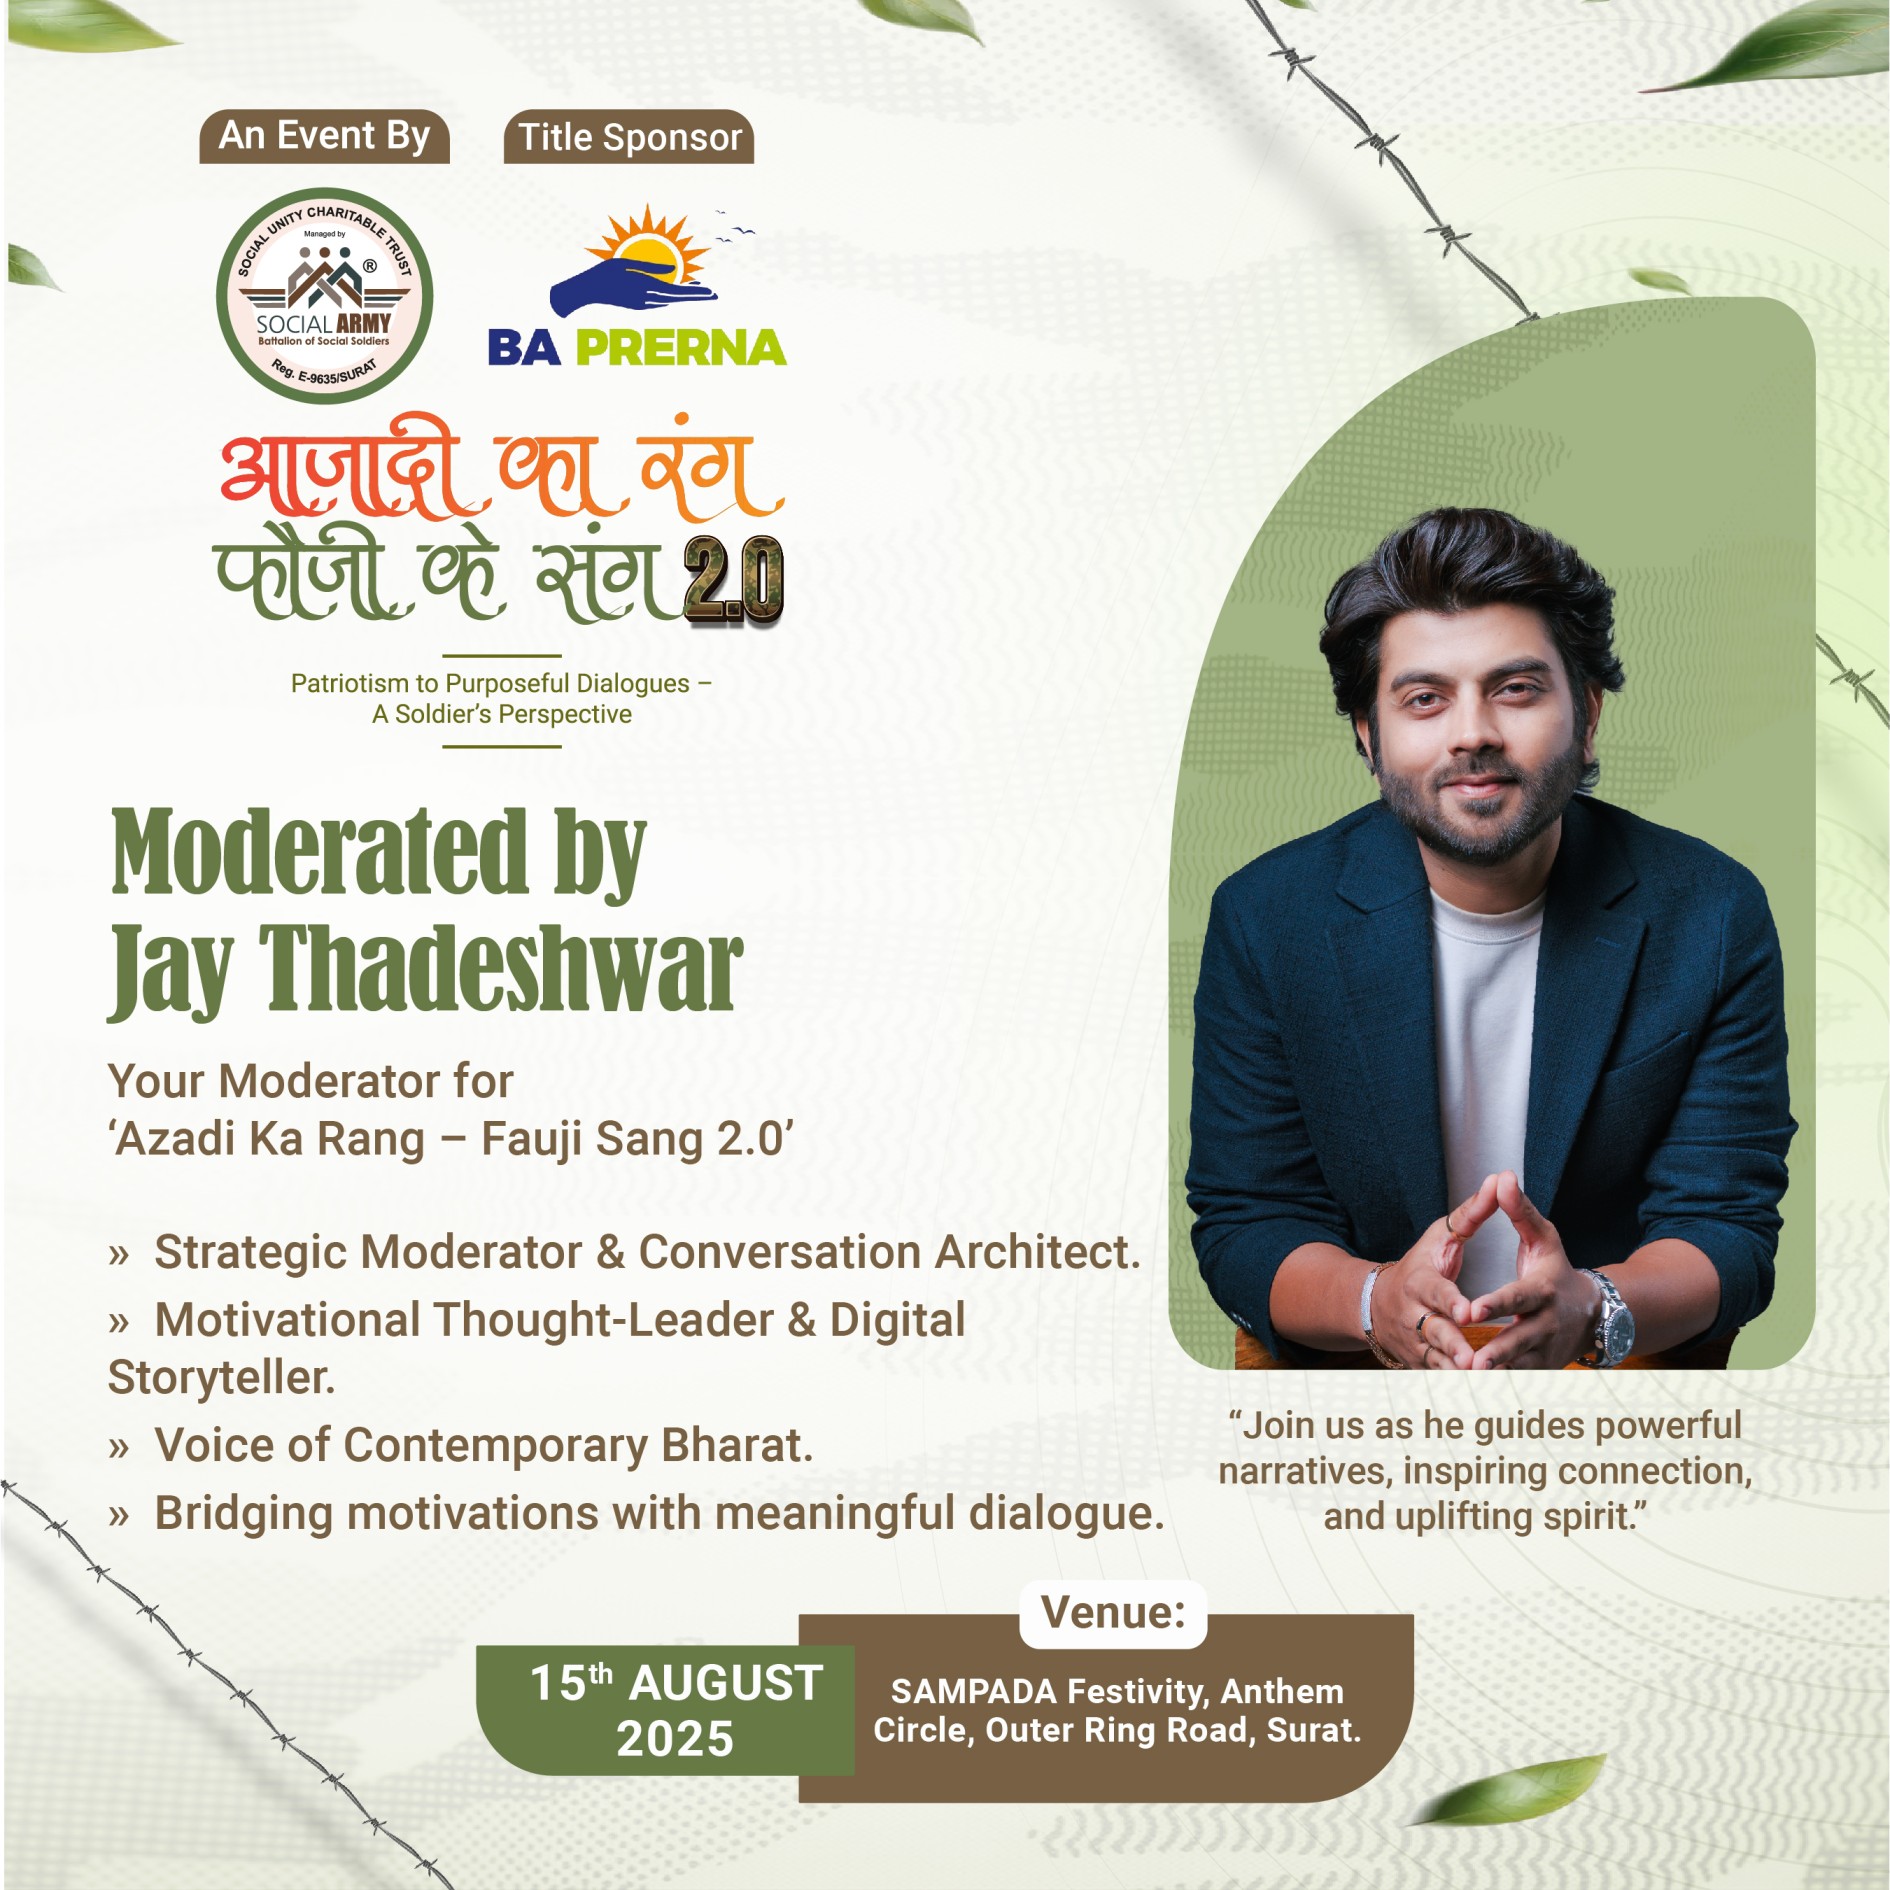 An Event By
Title Sponsor
SOCIAL UNITY CHARITABLE TRUST
Managed by
®
SOCIAL ARMY
Battalion of Social Soldiers
Reg. E-9635/SURAT
BA PRERNA
आज़ादी का रंग
फौजी के संग 2.0
Patriotism to Purposeful Dialogues –
A Soldier’s Perspective
Moderated by
Jay Thadeshwar
Your Moderator for
‘Azadi Ka Rang – Fauji Sang 2.0’
» Strategic Moderator & Conversation Architect.
» Motivational Thought-Leader & Digital
Storyteller.
» Voice of Contemporary Bharat.
» Bridging motivations with meaningful dialogue.
“Join us as he guides powerful
narratives, inspiring connection,
and uplifting spirit.”
15th AUGUST
2025
Venue:
SAMPADA Festivity, Anthem
Circle, Outer Ring Road, Surat.